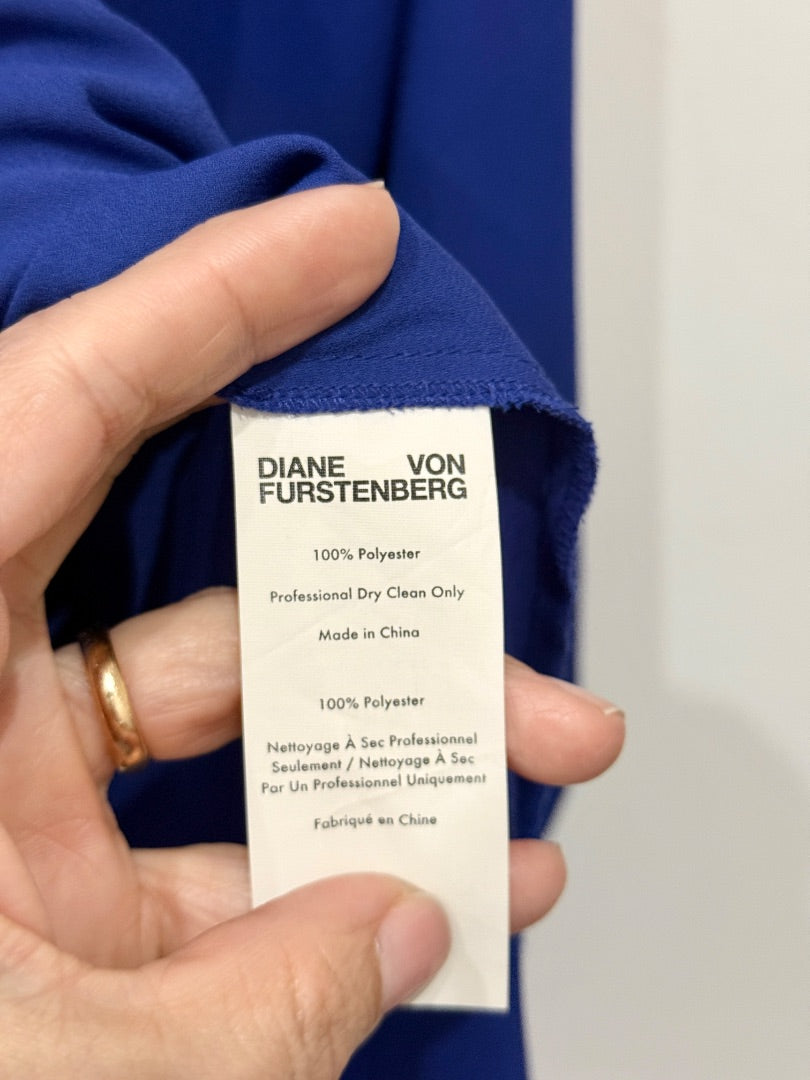 DIANE VON
FURSTENBERG
100% Polyester
Professional Dry Clean Only
Made in China
100% Polyester
Nettoyage À Sec Professionnel
Seulement / Nettoyage À Sec
Par Un Professionnel Uniquement
Fabriqué en Chine